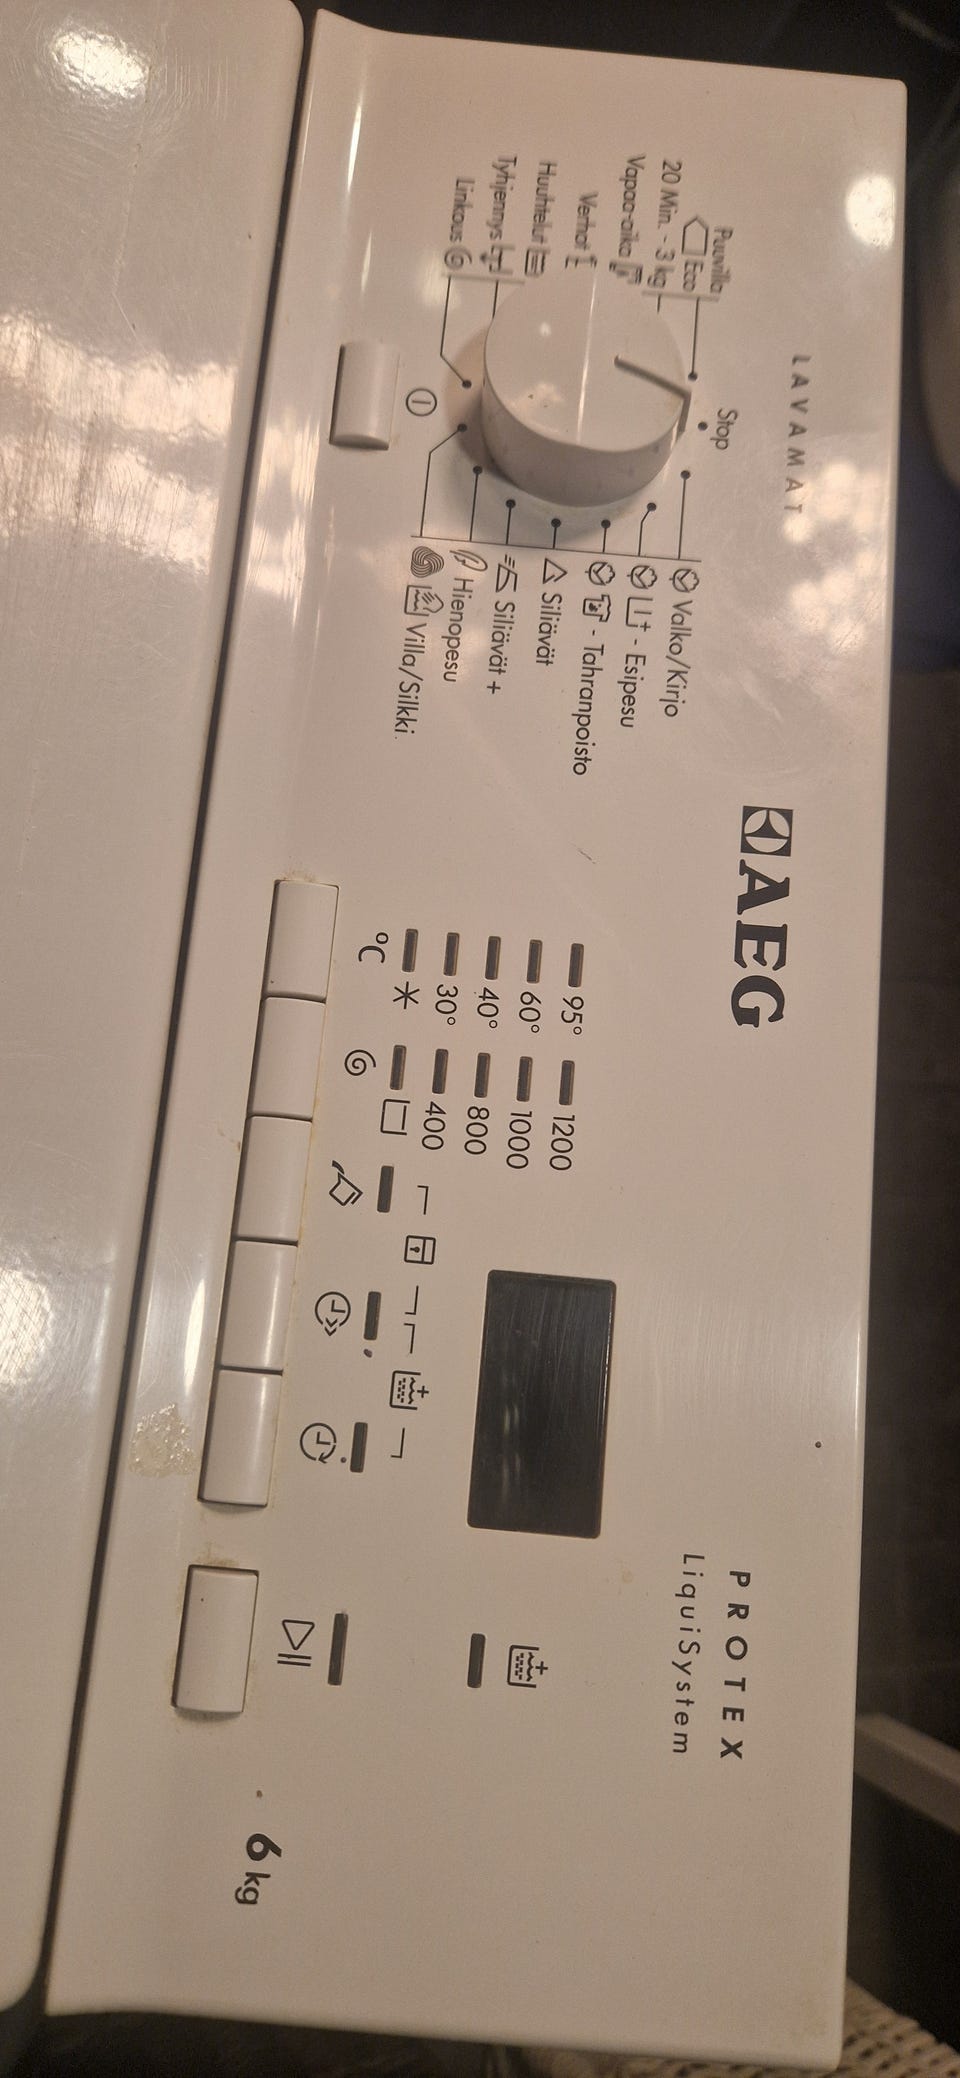 LAVAMAT
AEG
PROTEX
LiquiSystem
Stop
Puuvilla
Eco
20 Min. - 3 kg
Vapaa-aika
Verhot
Huuhtelut
Tyhjennys
Linkous
Valko/Kirjo
- Esipesu
- Tahranpoisto
Siliävät
Siliävät +
Hienopesu
Villa/Silkki
95° 1200
60° 1000
40° 800
30° 400
°C
6 kg